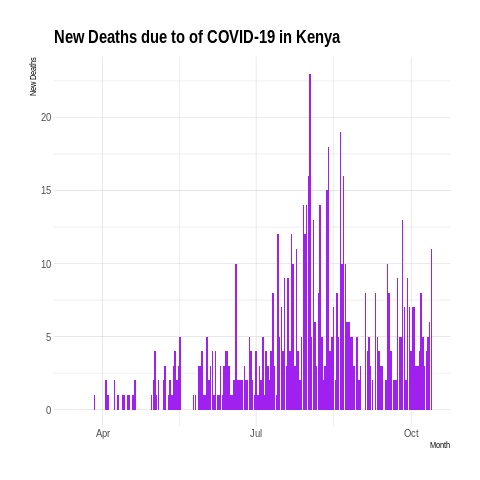 New Deaths due to of COVID-19 in Kenya
New Deaths
20
15
10
5
0
Apr
Jul
Oct
Month